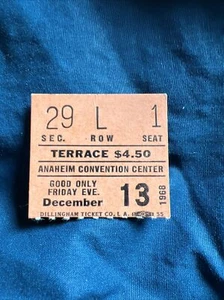 29 L 1
SEC. ROW SEAT
TERRACE $4.50
ANAHEIM CONVENTION CENTER
GOOD ONLY
FRIDAY EVE.
December 13 1968
DILLINGHAM TICKET CO., L. A.